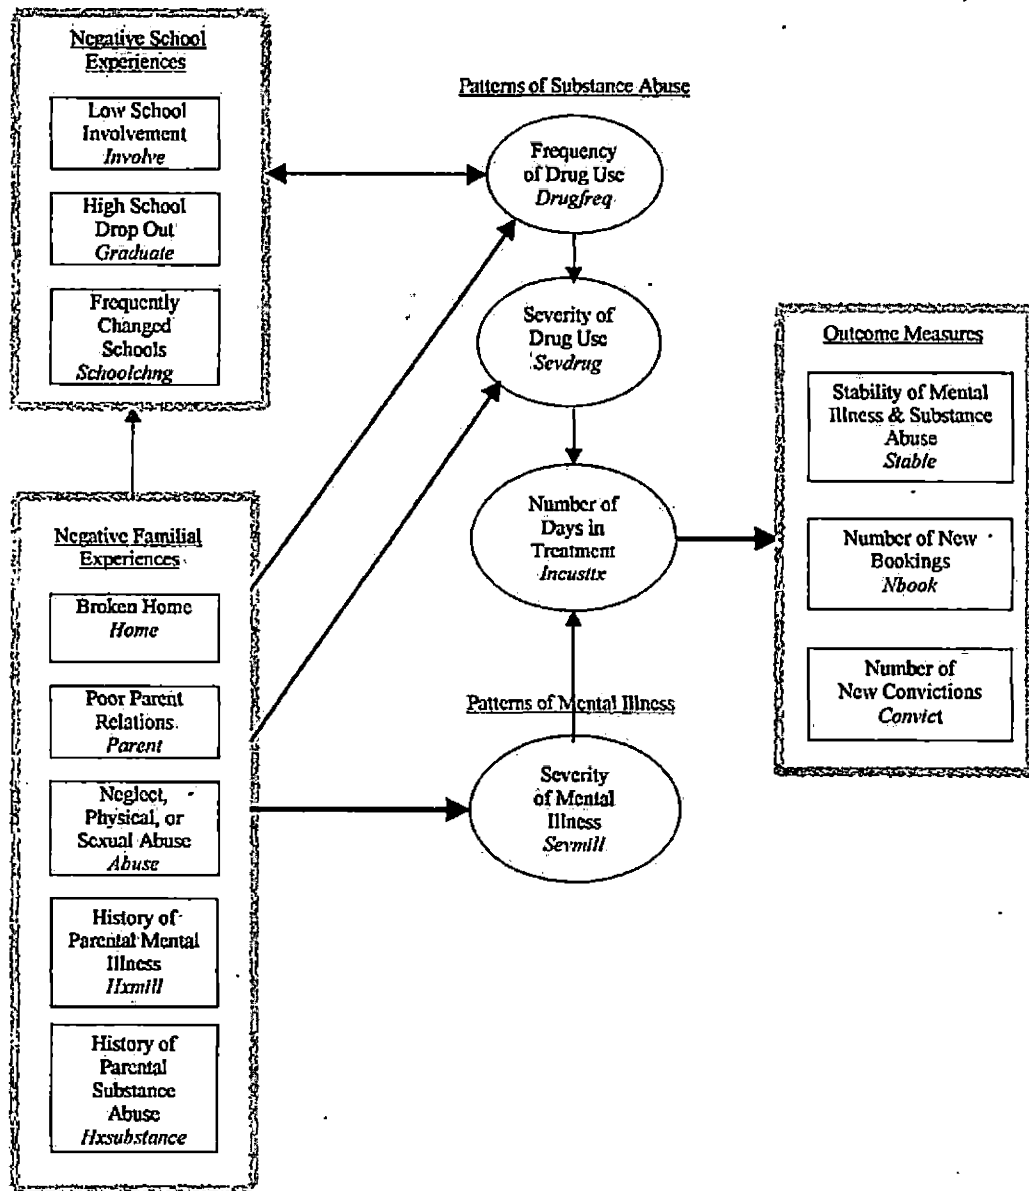 Negative School
Experiences
Low School
Involvement
Involve
High School
Drop Out
Graduate
Frequently
Changed
Schools
Schoolchng
Patterns of Substance Abuse
Frequency
of Drug Use
Drugfreq
Severity of
Drug Use
Sevdrug
Number of
Days in
Treatment
Incustix
Patterns of Mental Illness
Severity
of Mental
Illness
Sevmill
Negative Familial
Experiences
Broken Home
Home
Poor Parent
Relations
Parent
Neglect,
Physical, or
Sexual Abuse
Abuse
History of
Parental Mental
Illness
Hxmill
History of
Parental
Substance
Abuse
Hxsubstance
Outcome Measures
Stability of Mental
Illness & Substance
Abuse
Stable
Number of New
Bookings
Nbook
Number of
New Convictions
Convict